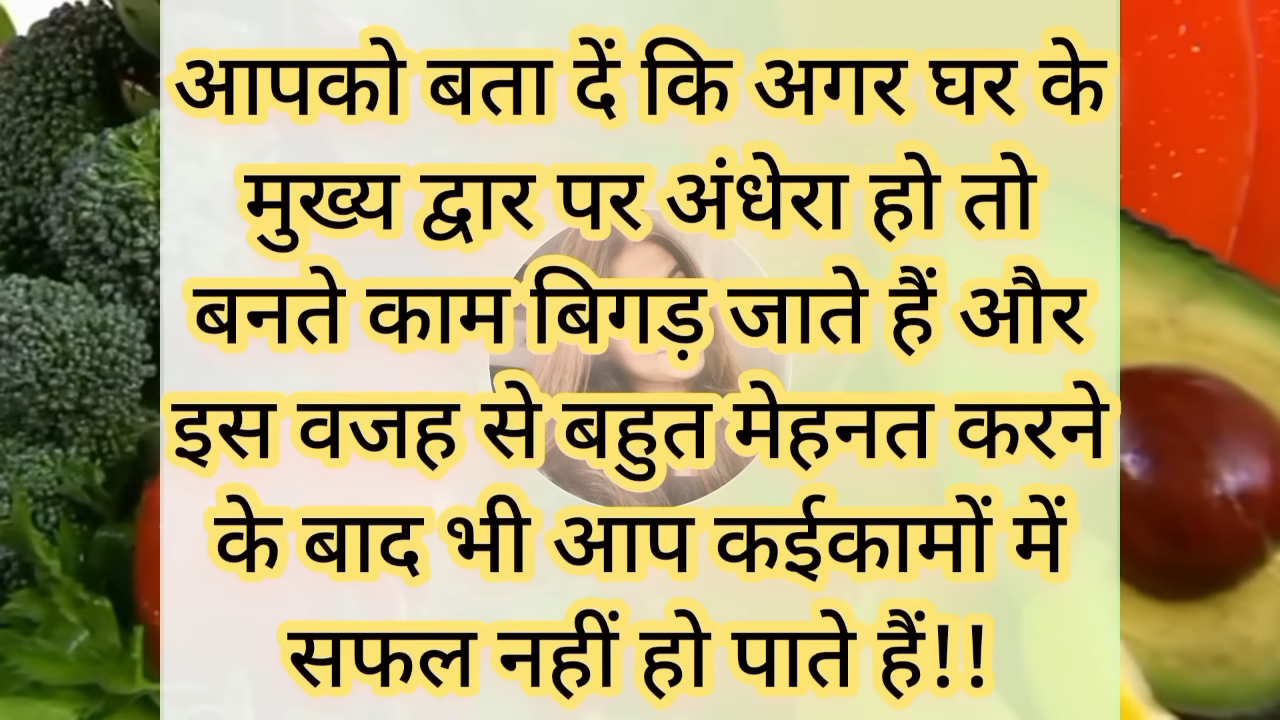 आपको बता दें कि अगर घर के
मुख्य द्वार पर अंधेरा हो तो
बनते काम बिगड़ जाते हैं और
इस वजह से बहुत मेहनत करने
के बाद भी आप कईकामों में
सफल नहीं हो पाते हैं!!